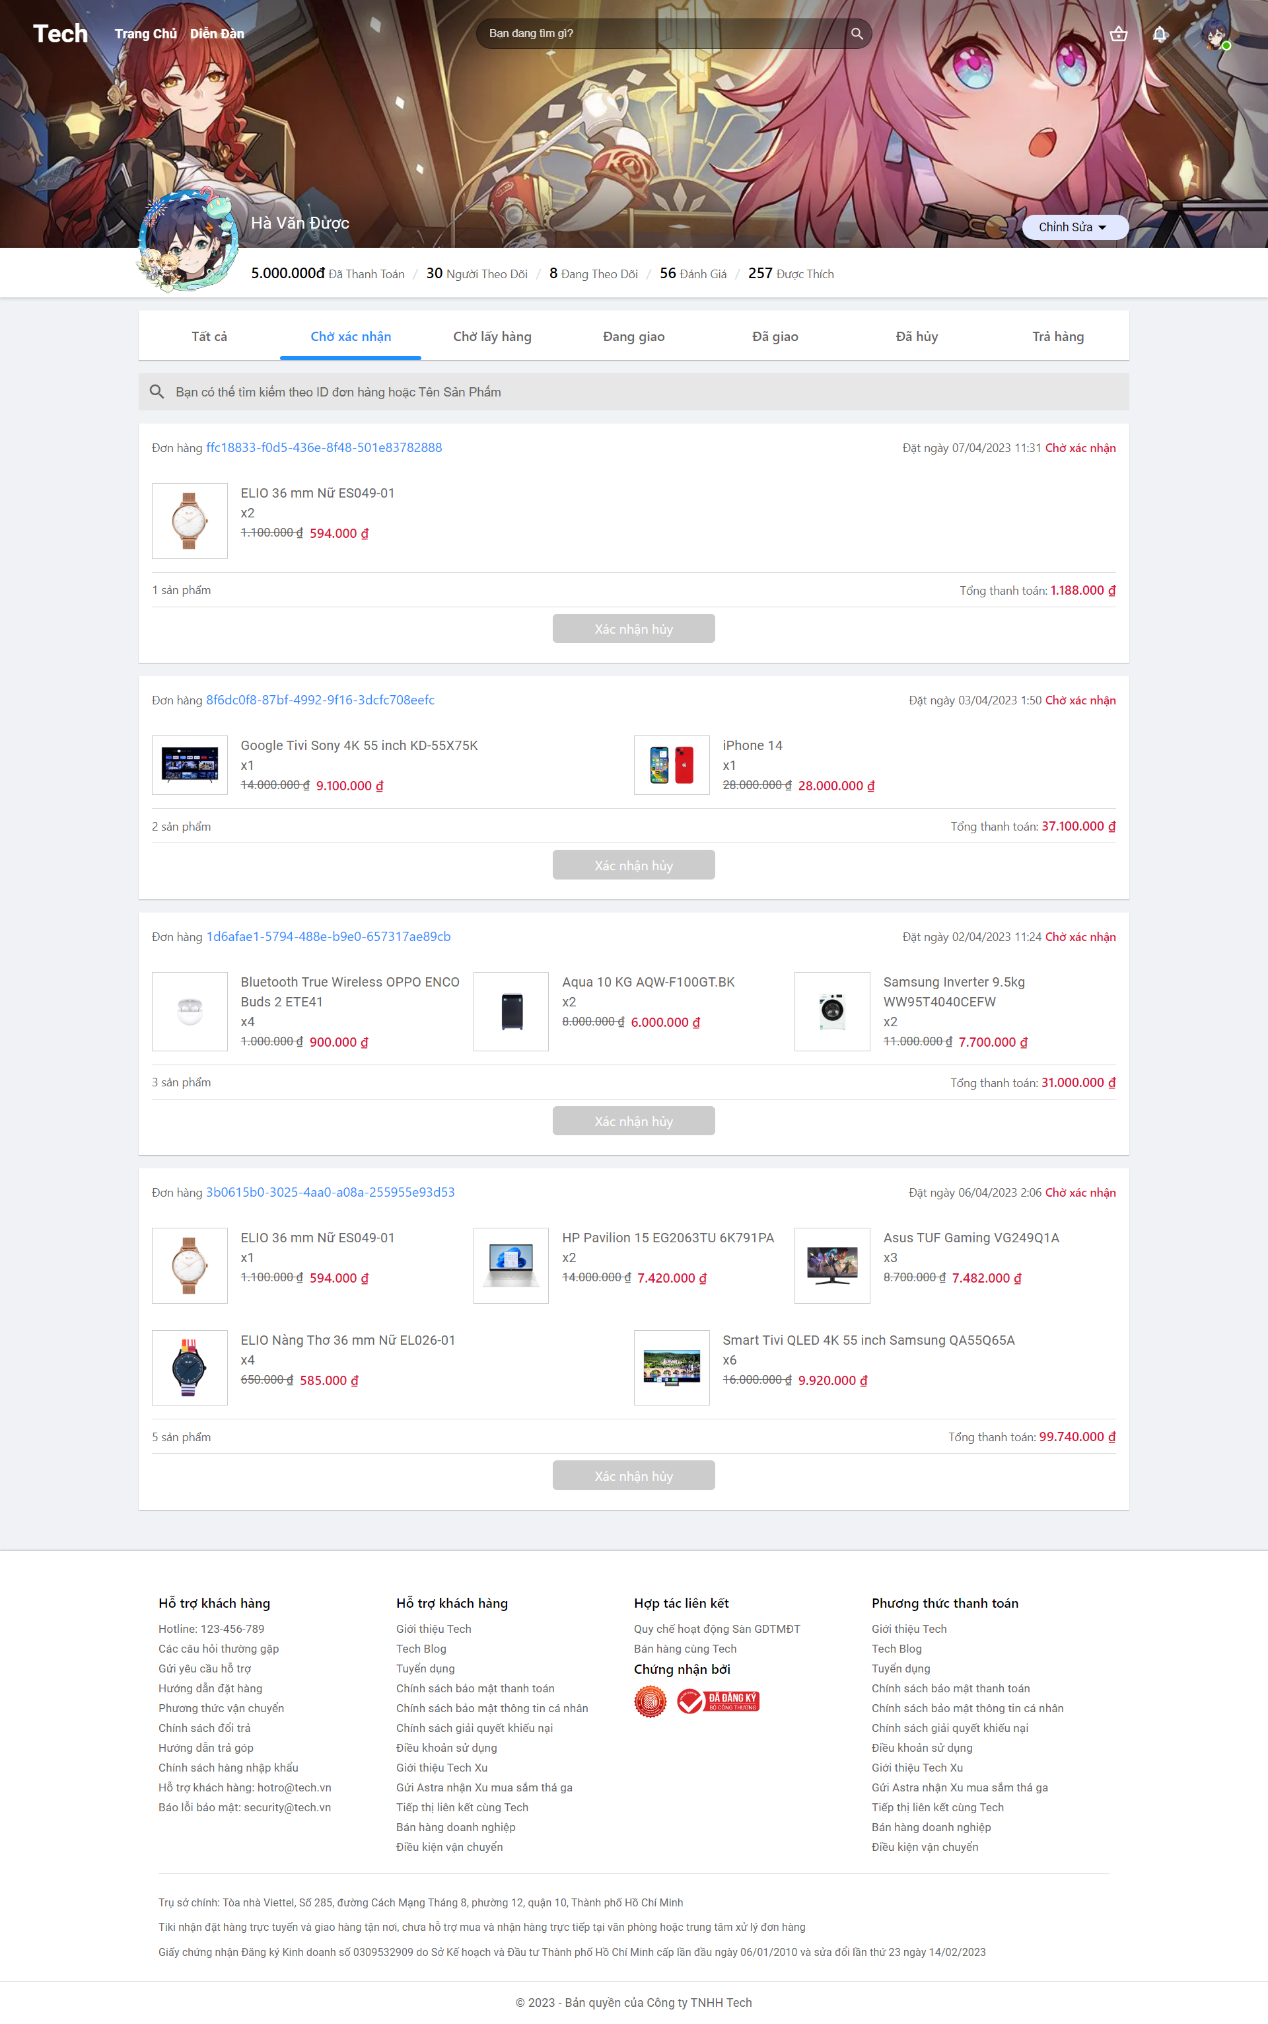 Tech Trang Chủ Diễn Đàn Bạn đang tìm gì?
Hà Văn Được
Chỉnh Sửa
5.000.000đ Đã Thanh Toán / 30 Người Theo Dõi / 8 Đang Theo Dõi / 56 Đánh Giá / 257 Được Thích
Tất cả Chờ xác nhận Chờ lấy hàng Đang giao Đã giao Đã hủy Trả hàng
Bạn có thể tìm kiếm theo ID đơn hàng hoặc Tên Sản Phẩm
Đơn hàng ffc18833-f0d5-436e-8f48-501e83782888 Đặt ngày 07/04/2023 11:31 Chờ xác nhận
ELIO 36 mm Nữ ES049-01
x2
1.100.000 ₫ 594.000 ₫
1 sản phẩm Tổng thanh toán: 1.188.000 ₫
Xác nhận hủy
Đơn hàng 8f6dc0f8-87bf-4992-9f16-3dcfc708eefc Đặt ngày 03/04/2023 1:50 Chờ xác nhận
Google Tivi Sony 4K 55 inch KD-55X75K
x1
14.000.000 ₫ 9.100.000 ₫
iPhone 14
x1
28.000.000 ₫ 28.000.000 ₫
2 sản phẩm Tổng thanh toán: 37.100.000 ₫
Xác nhận hủy
Đơn hàng 1d6afae1-5794-488e-b9e0-657317ae89cb Đặt ngày 02/04/2023 11:24 Chờ xác nhận
Bluetooth True Wireless OPPO ENCO
Buds 2 ETE41
x4
1.000.000 ₫ 900.000 ₫
Aqua 10 KG AQW-F100GT.BK
x2
8.000.000 ₫ 6.000.000 ₫
Samsung Inverter 9.5kg
WW95T4040CEFW
x2
11.000.000 ₫ 7.700.000 ₫
3 sản phẩm Tổng thanh toán: 31.000.000 ₫
Xác nhận hủy
Đơn hàng 3b0615b0-3025-4aa0-a08a-255955e93d53 Đặt ngày 06/04/2023 2:06 Chờ xác nhận
ELIO 36 mm Nữ ES049-01
x1
1.100.000 ₫ 594.000 ₫
HP Pavilion 15 EG2063TU 6K791PA
x2
14.000.000 ₫ 7.420.000 ₫
Asus TUF Gaming VG249Q1A
x3
8.700.000 ₫ 7.482.000 ₫
ELIO Nàng Thơ 36 mm Nữ EL026-01
x4
650.000 ₫ 585.000 ₫
Smart Tivi QLED 4K 55 inch Samsung QA55Q65A
x6
16.000.000 ₫ 9.920.000 ₫
5 sản phẩm Tổng thanh toán: 99.740.000 ₫
Xác nhận hủy
Hỗ trợ khách hàng
Hotline: 123-456-789
Các câu hỏi thường gặp
Gửi yêu cầu hỗ trợ
Hướng dẫn đặt hàng
Phương thức vận chuyển
Chính sách đổi trả
Hướng dẫn trả góp
Chính sách hàng nhập khẩu
Hỗ trợ khách hàng: hotro@tech.vn
Báo lỗi bảo mật: security@tech.vn
Hỗ trợ khách hàng
Giới thiệu Tech
Tech Blog
Tuyển dụng
Chính sách bảo mật thanh toán
Chính sách bảo mật thông tin cá nhân
Chính sách giải quyết khiếu nại
Điều khoản sử dụng
Giới thiệu Tech Xu
Gửi Astra nhận Xu mua sắm thả ga
Tiếp thị liên kết cùng Tech
Bán hàng doanh nghiệp
Điều kiện vận chuyển
Hợp tác liên kết
Quy chế hoạt động Sàn GDTMĐT
Bán hàng cùng Tech
Chứng nhận bởi
ĐÃ ĐĂNG KÝ
BỘ CÔNG THƯƠNG
Phương thức thanh toán
Giới thiệu Tech
Tech Blog
Tuyển dụng
Chính sách bảo mật thanh toán
Chính sách bảo mật thông tin cá nhân
Chính sách giải quyết khiếu nại
Điều khoản sử dụng
Giới thiệu Tech Xu
Gửi Astra nhận Xu mua sắm thả ga
Tiếp thị liên kết cùng Tech
Bán hàng doanh nghiệp
Điều kiện vận chuyển
Trụ sở chính: Tòa nhà Viettel, Số 285, đường Cách Mạng Tháng 8, phường 12, quận 10, Thành phố Hồ Chí Minh
Tiki nhận đặt hàng trực tuyến và giao hàng tận nơi, chưa hỗ trợ mua và nhận hàng trực tiếp tại văn phòng hoặc trung tâm xử lý đơn hàng
Giấy chứng nhận Đăng ký Kinh doanh số 0309532909 do Sở Kế hoạch và Đầu tư Thành phố Hồ Chí Minh cấp lần đầu ngày 06/01/2010 và sửa đổi lần thứ 23 ngày 14/02/2023
© 2023 - Bản quyền của Công ty TNHH Tech